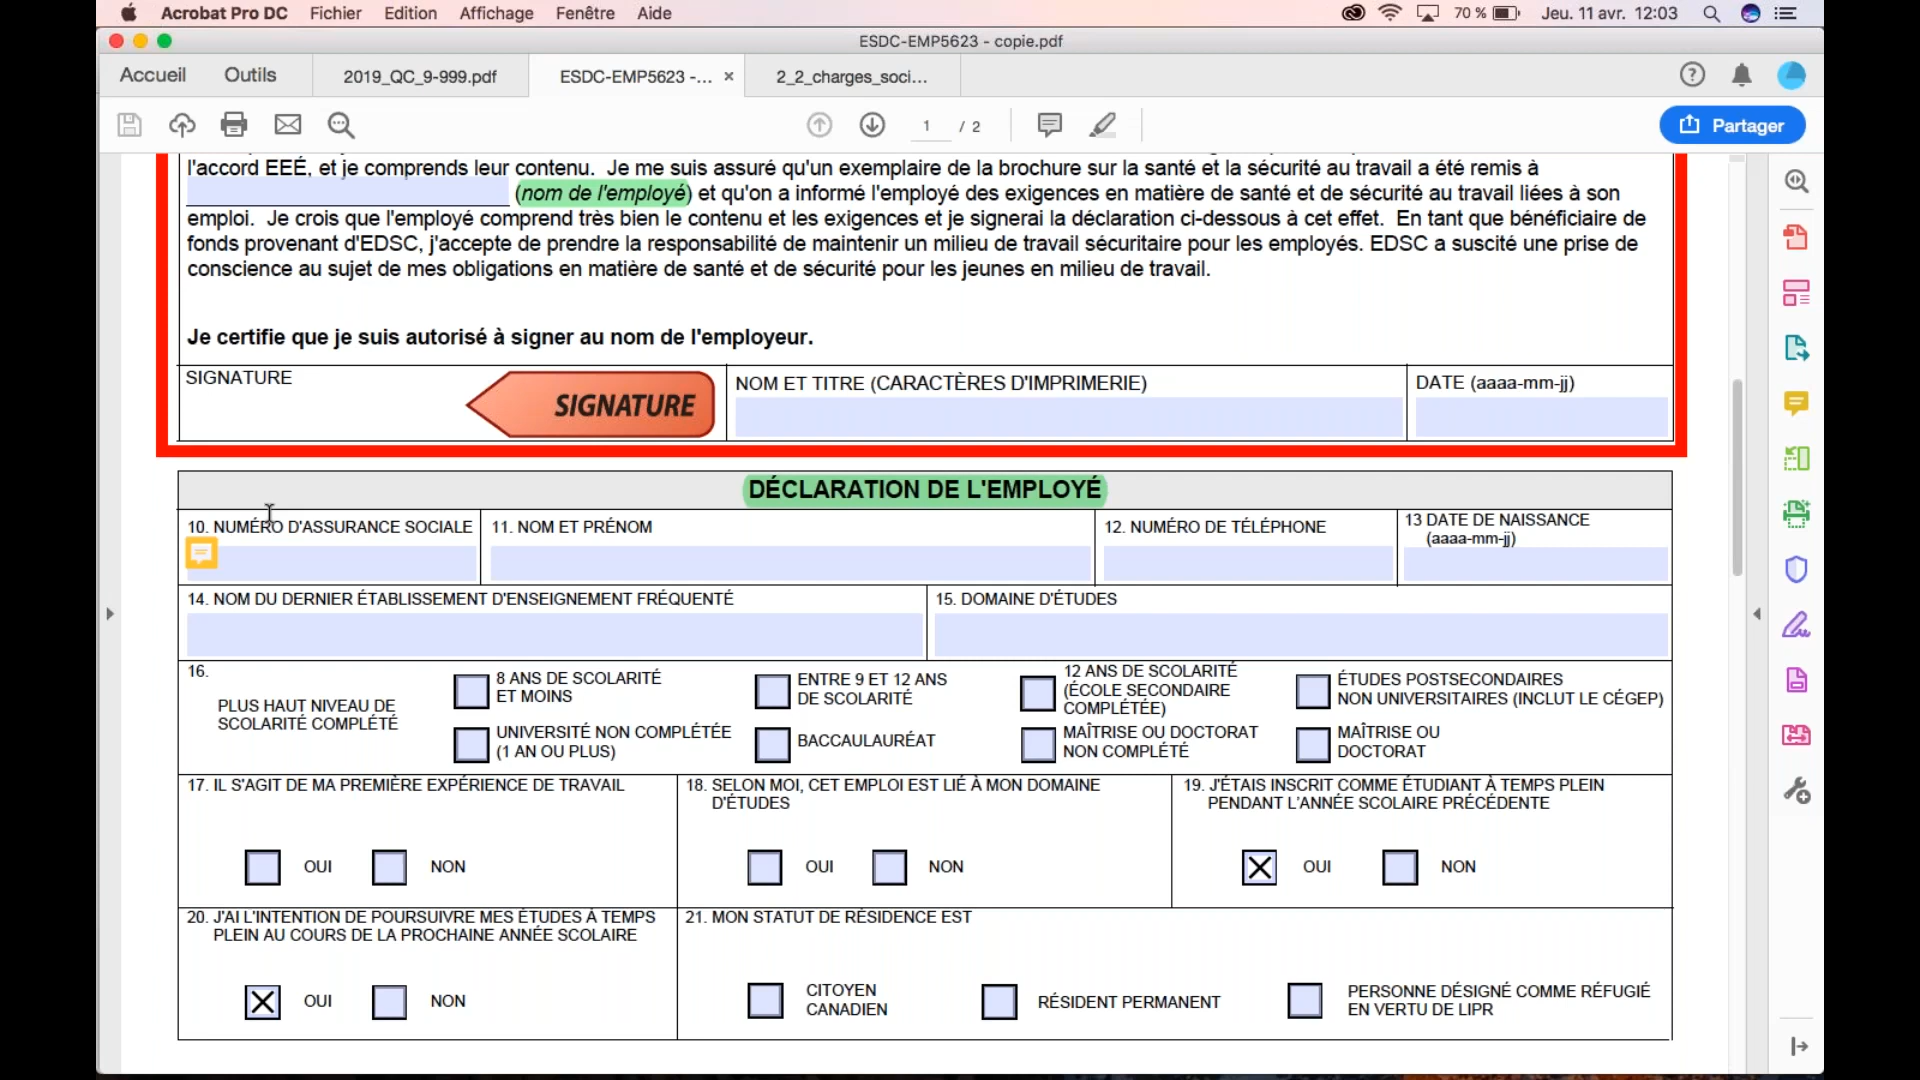 Acrobat Pro DC Fichier Edition Affichage Fenêtre Aide 70 % Jeu. 11 avr. 12:03
ESDC-EMP5623 - copie.pdf
Accueil Outils 2019_QC_9-999.pdf ESDC-EMP5623 -... × 2_2_charges_soci...
1 / 2 Partager
l'accord EEÉ, et je comprends leur contenu. Je me suis assuré qu'un exemplaire de la brochure sur la santé et la sécurité au travail a été remis à
(nom de l'employé) et qu'on a informé l'employé des exigences en matière de santé et de sécurité au travail liées à son
emploi. Je crois que l'employé comprend très bien le contenu et les exigences et je signerai la déclaration ci-dessous à cet effet. En tant que bénéficiaire de
fonds provenant d'EDSC, j'accepte de prendre la responsabilité de maintenir un milieu de travail sécuritaire pour les employés. EDSC a suscité une prise de
conscience au sujet de mes obligations en matière de santé et de sécurité pour les jeunes en milieu de travail.
Je certifie que je suis autorisé à signer au nom de l'employeur.
SIGNATURE
SIGNATURE
NOM ET TITRE (CARACTÈRES D'IMPRIMERIE)
DATE (aaaa-mm-jj)
DÉCLARATION DE L'EMPLOYÉ
10. NUMÉRO D'ASSURANCE SOCIALE
11. NOM ET PRÉNOM
12. NUMÉRO DE TÉLÉPHONE
13 DATE DE NAISSANCE
(aaaa-mm-jj)
14. NOM DU DERNIER ÉTABLISSEMENT D'ENSEIGNEMENT FRÉQUENTÉ
15. DOMAINE D'ÉTUDES
16.
PLUS HAUT NIVEAU DE
SCOLARITÉ COMPLÉTÉ
8 ANS DE SCOLARITÉ
ET MOINS
ENTRE 9 ET 12 ANS
DE SCOLARITÉ
12 ANS DE SCOLARITÉ
(ÉCOLE SECONDAIRE
COMPLÉTÉE)
ÉTUDES POSTSECONDAIRES
NON UNIVERSITAIRES (INCLUT LE CÉGEP)
UNIVERSITÉ NON COMPLÉTÉE
(1 AN OU PLUS)
BACCAULAURÉAT
MAÎTRISE OU DOCTORAT
NON COMPLÉTÉ
MAÎTRISE OU
DOCTORAT
17. IL S'AGIT DE MA PREMIÈRE EXPÉRIENCE DE TRAVAIL
OUI NON
18. SELON MOI, CET EMPLOI EST LIÉ À MON DOMAINE
D'ÉTUDES
OUI NON
19. J'ÉTAIS INSCRIT COMME ÉTUDIANT À TEMPS PLEIN
PENDANT L'ANNÉE SCOLAIRE PRÉCÉDENTE
OUI NON
20. J'AI L'INTENTION DE POURSUIVRE MES ÉTUDES À TEMPS
PLEIN AU COURS DE LA PROCHAINE ANNÉE SCOLAIRE
OUI NON
21. MON STATUT DE RÉSIDENCE EST
CITOYEN
CANADIEN
RÉSIDENT PERMANENT
PERSONNE DÉSIGNÉ COMME RÉFUGIÉ
EN VERTU DE LIPR